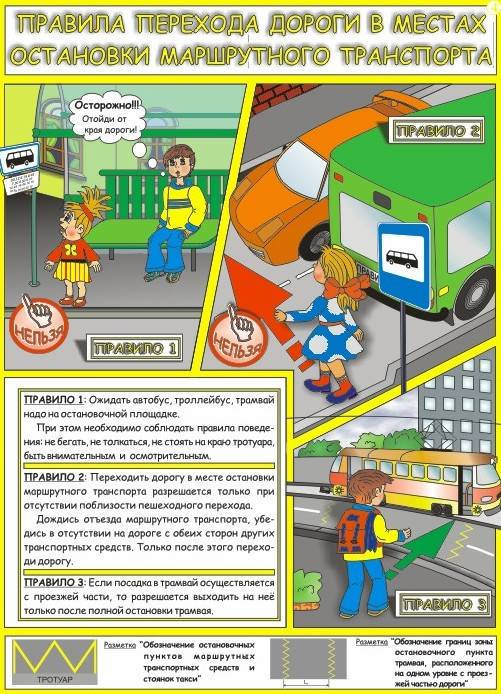 ПРАВИЛА ПЕРЕХОДА ДОРОГИ В МЕСТАХ
ОСТАНОВКИ МАРШРУТНОГО ТРАНСПОРТА
Осторожно!!!
Отойди от
края дороги!
НЕЛЬЗЯ
ПРАВИЛО 1
ПРАВИЛО 2
НЕЛЬЗЯ
ПРАВИЛО 1: Ожидать автобус, троллейбус, трамвай
надо на остановочной площадке.
При этом необходимо соблюдать правила поведе-
ния: не бегать, не толкаться, не стоять на краю тротуара,
быть внимательным и осмотрительным.
ПРАВИЛО 2: Переходить дорогу в месте остановки
маршрутного транспорта разрешается только при
отсутствии поблизости пешеходного перехода.
Дождись отъезда маршрутного транспорта, убе-
дись в отсутствии на дороге с обеих сторон других
транспортных средств. Только после этого перехо-
ди дорогу.
ПРАВИЛО 3: Если посадка в трамвай осуществляется
с проезжей части, то разрешается выходить на неё
только после полной остановки трамвая.
ПРАВИЛО 3
ТРОТУАР
Разметка "Обозначение остановочных
пунктов маршрутных
транспортных средств и
стоянок такси"
L
Разметка "Обозначение границ зоны
остановочного пункта
трамвая, расположенного
на одном уровне с проез-
жей частью дороги"